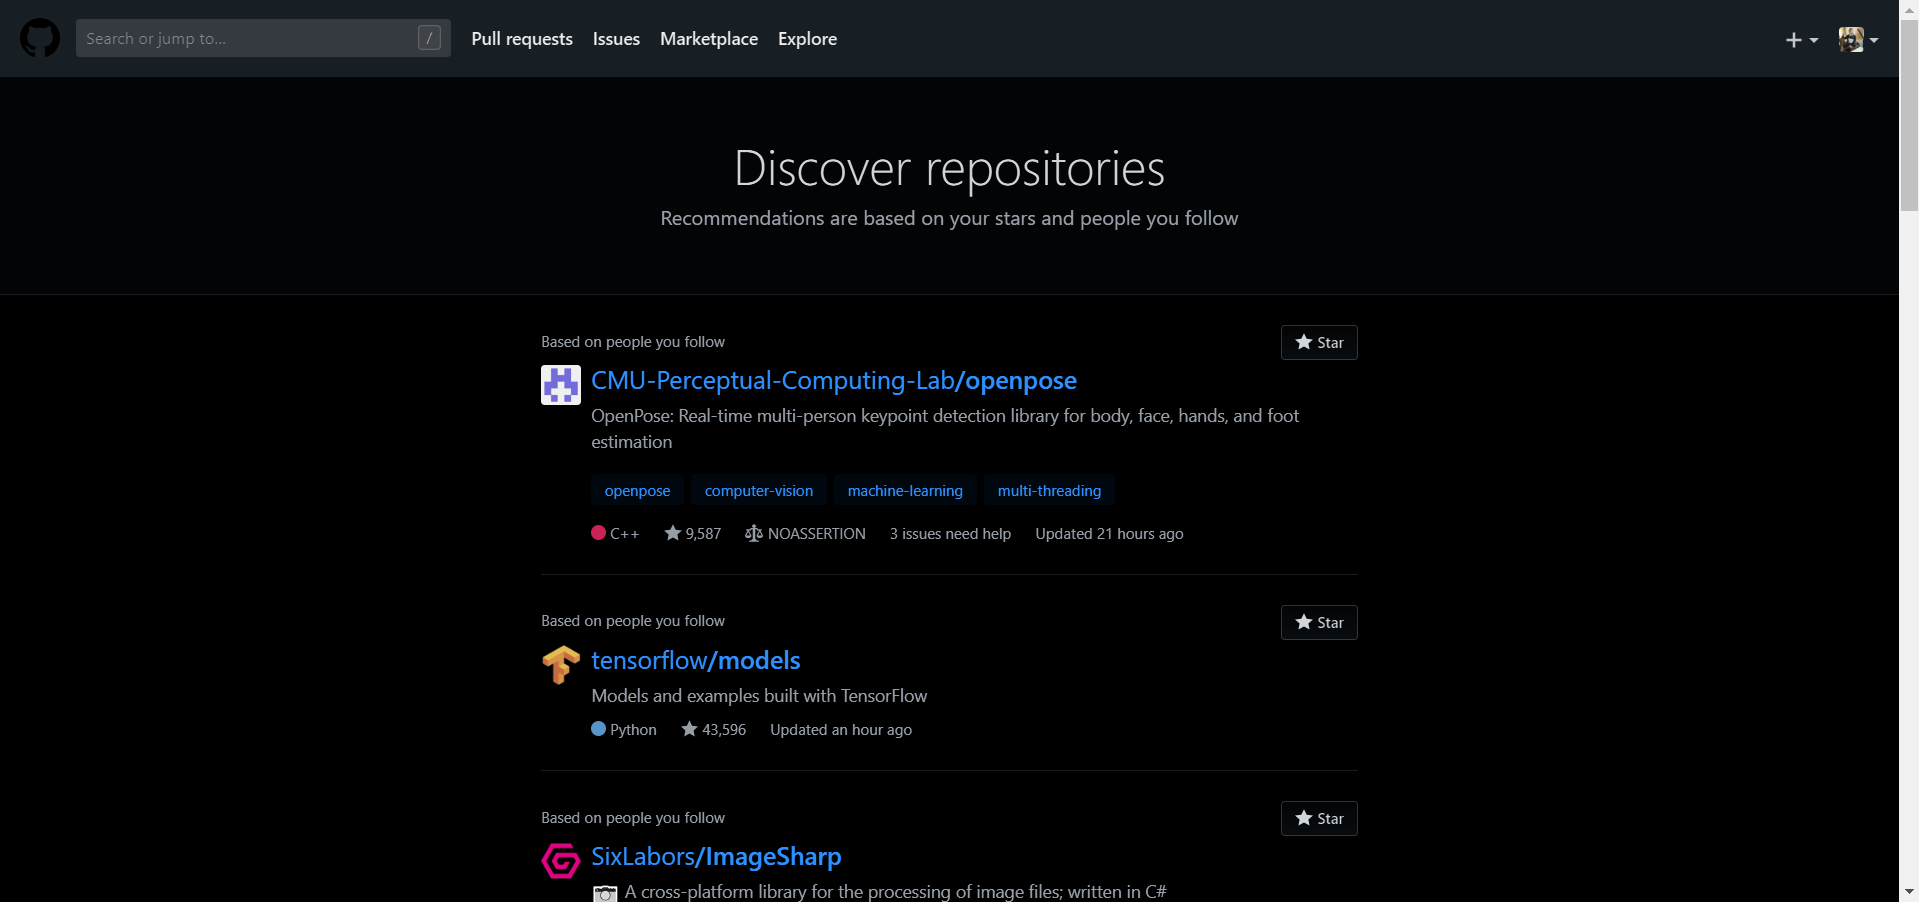 Search or jump to... /
Pull requests Issues Marketplace Explore
Discover repositories
Recommendations are based on your stars and people you follow
Based on people you follow
Star
CMU-Perceptual-Computing-Lab/openpose
OpenPose: Real-time multi-person keypoint detection library for body, face, hands, and foot
estimation
openpose computer-vision machine-learning multi-threading
C++ 9,587 NOASSERTION 3 issues need help Updated 21 hours ago
Based on people you follow
Star
tensorflow/models
Models and examples built with TensorFlow
Python 43,596 Updated an hour ago
Based on people you follow
Star
SixLabors/ImageSharp
A cross-platform library for the processing of image files; written in C#